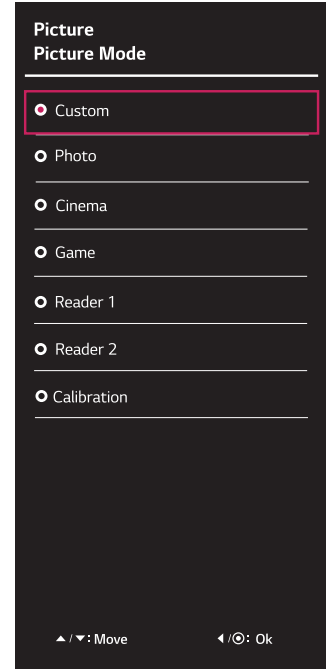 Picture
Picture Mode
Custom
Photo
Cinema
Game
Reader 1
Reader 2
Calibration
▲ / ▼: Move ◀ /◉: Ok